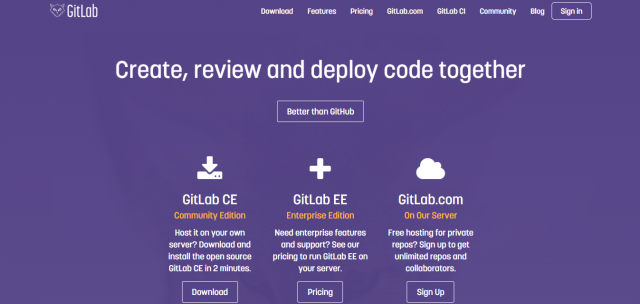 GitLab
Download Features Pricing GitLab.com GitLab CI Community Blog Sign in
Create, review and deploy code together
Better than GitHub
GitLab CE
Community Edition
Host it on your own
server? Download and
install the open source
GitLab CE in 2 minutes.
Download
GitLab EE
Enterprise Edition
Need enterprise features
and support? See our
pricing to run GitLab EE on
your server.
Pricing
GitLab.com
On Our Server
Free hosting for private
repos? Sign up to get
unlimited repos and
collaborators.
Sign Up